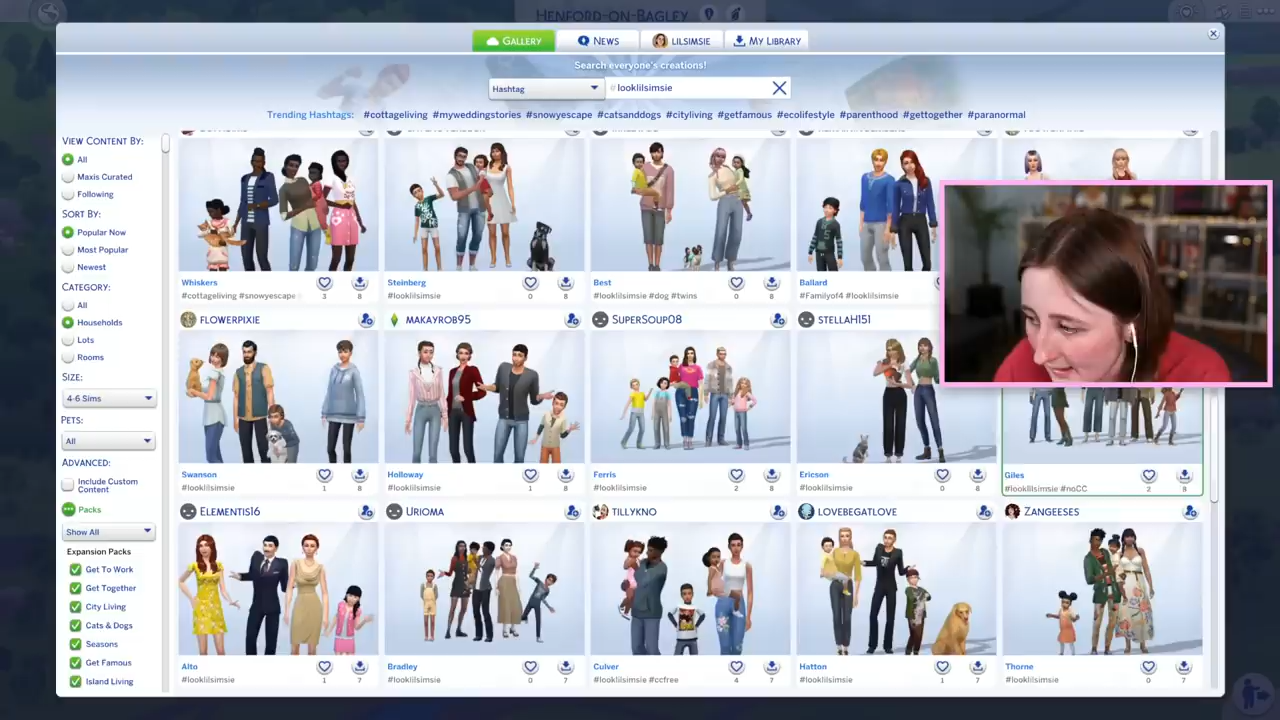 HENFORD-ON-BAGLEY
GALLERY
NEWS
LILSIMSIE
MY LIBRARY
Search everyone's creations!
Hashtag
# looklilsimsie
Trending Hashtags: #cottageliving #myweddingstories #snowyescape #catsanddogs #cityliving #getfamous #ecolifestyle #parenthood #gettogether #paranormal
VIEW CONTENT BY:
All
Maxis Curated
Following
SORT BY:
Popular Now
Most Popular
Newest
CATEGORY:
All
Households
Lots
Rooms
SIZE:
4-6 Sims
PETS:
All
ADVANCED:
Include Custom
Content
Packs
Show All
Expansion Packs
Get To Work
Get Together
City Living
Cats & Dogs
Seasons
Get Famous
Island Living
Whiskers
#cottageliving #snowyescape
3 8
Steinberg
#looklilsimsie
0 8
Best
#looklilsimsie #dog #twins
0 8
Ballard
#Familyof4 #looklilsimsie
FLOWERPIXIE
MAKAYROB95
SUPERSOUP08
STELLAH151
Swanson
#looklilsimsie
1 8
Holloway
#looklilsimsie
1 8
Ferris
#looklilsimsie
2 8
Ericson
#looklilsimsie
0 8
Giles
#looklilsimsie #noCC
2 8
ELEMENTIS16
URIOMA
TILLYKNO
LOVEBEGATLOVE
ZANGEESES
Alto
#looklilsimsie
1 7
Bradley
#looklilsimsie
0 7
Culver
#looklilsimsie #ccfree
4 7
Hatton
#looklilsimsie
1 7
Thorne
#looklilsimsie
0 7